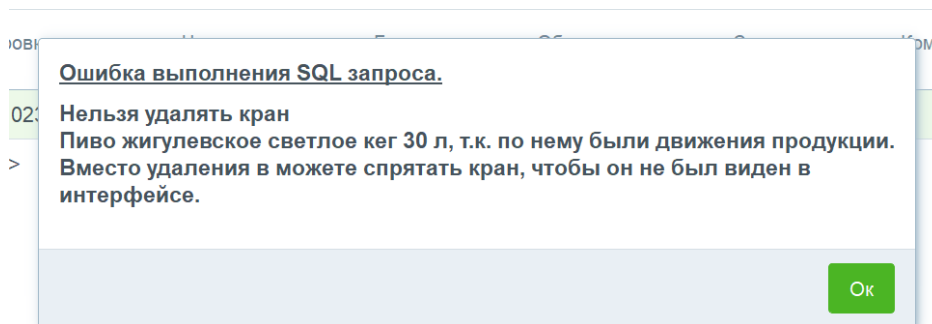 Ошибка выполнения SQL запроса.
Нельзя удалять кран
Пиво жигулевское светлое кег 30 л, т.к. по нему были движения продукции.
Вместо удаления в можете спрятать кран, чтобы он не был виден в
интерфейсе.
Ок